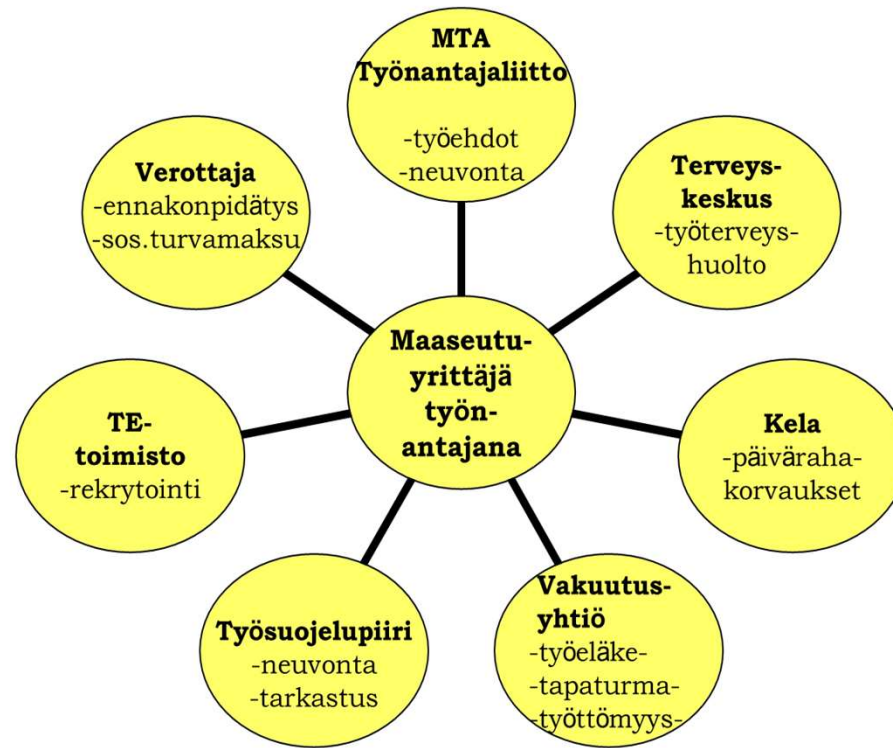 MTA
Työnantajaliitto
-työehdot
-neuvonta
Verottaja
-ennakonpidätys
-sos.turvamaksu
Terveys-
keskus
-työterveys-
huolto
Maaseutu-
yrittäjä
työn-
antajana
TE-
toimisto
-rekrytointi
Kela
-päiväraha-
korvaukset
Työsuojelupiiri
-neuvonta
-tarkastus
Vakuutus-
yhtiö
-työeläke-
-tapaturma-
-työttömyys-